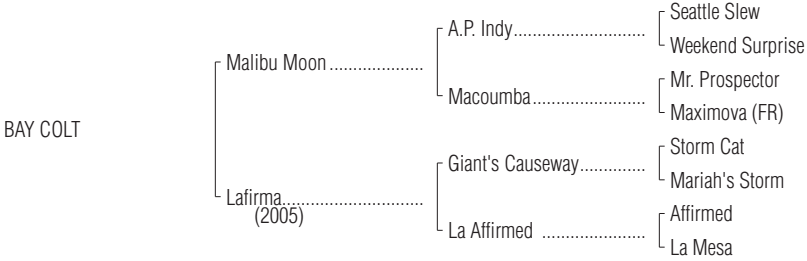 Seattle Slew
A.P. Indy
Weekend Surprise
Malibu Moon
Mr. Prospector
Macoumba
Maximova (FR)
BAY COLT
Storm Cat
Giant's Causeway
Mariah's Storm
Lafirma
(2005)
Affirmed
La Affirmed
La Mesa